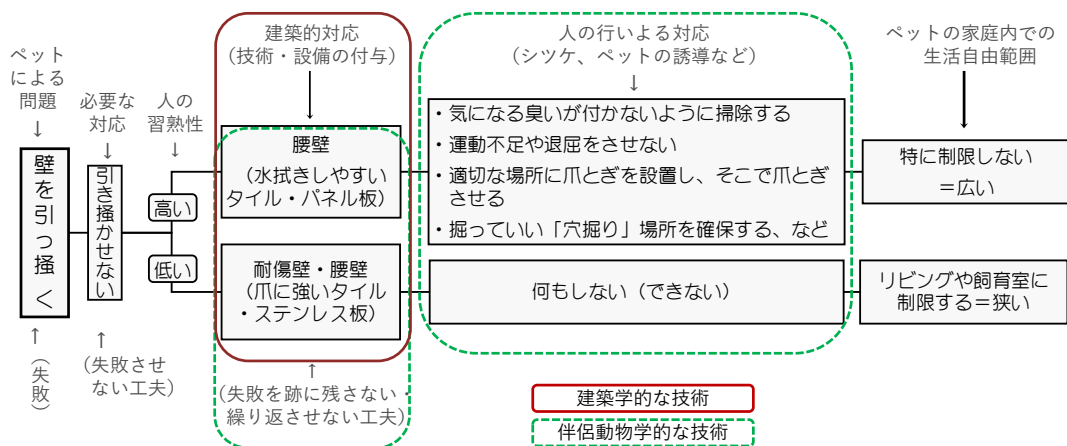 ペット
による
問題
↓
壁を引っ掻く
↑
（失敗）
必要な
対応
↓
引き掻かせない
↑
（失敗させ
ない工夫）
人の
習熟性
↓
高い
低い
建築的対応
（技術・設備の付与）
腰壁
（水拭きしやすい
タイル・パネル板）
耐傷壁・腰壁
（爪に強いタイル
・ステンレス板）
↑
（失敗を跡に残さない・
繰り返させない工夫）
人の行いよる対応
（シツケ、ペットの誘導など）
↓
・気になる臭いが付かないように掃除する
・運動不足や退屈をさせない
・適切な場所に爪とぎを設置し、そこで爪とぎ
させる
・掘っていい「穴掘り」場所を確保する、など
何もしない（できない）
ペットの家庭内での
生活自由範囲
特に制限しない
＝広い
リビングや飼育室に
制限する＝狭い
建築学的な技術
伴侶動物学的な技術